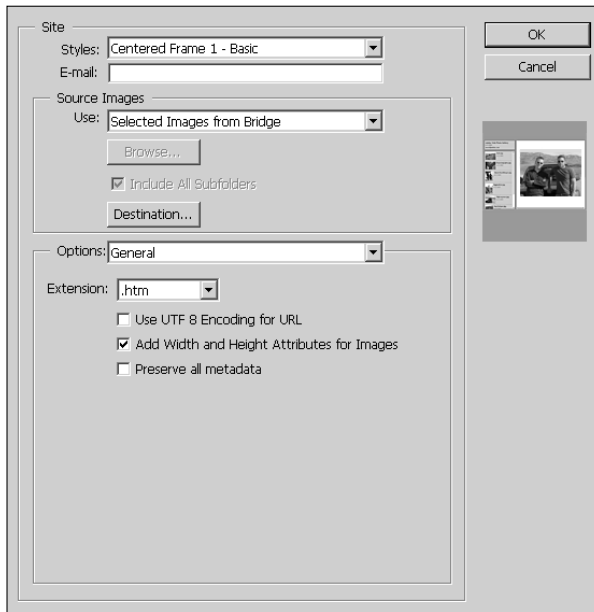 Site
Styles: Centered Frame 1 - Basic
E-mail:
Source Images
Use: Selected Images from Bridge
Browse...
Include All Subfolders
Destination...
Options: General
Extension: .htm
Use UTF 8 Encoding for URL
Add Width and Height Attributes for Images
Preserve all metadata
OK
Cancel